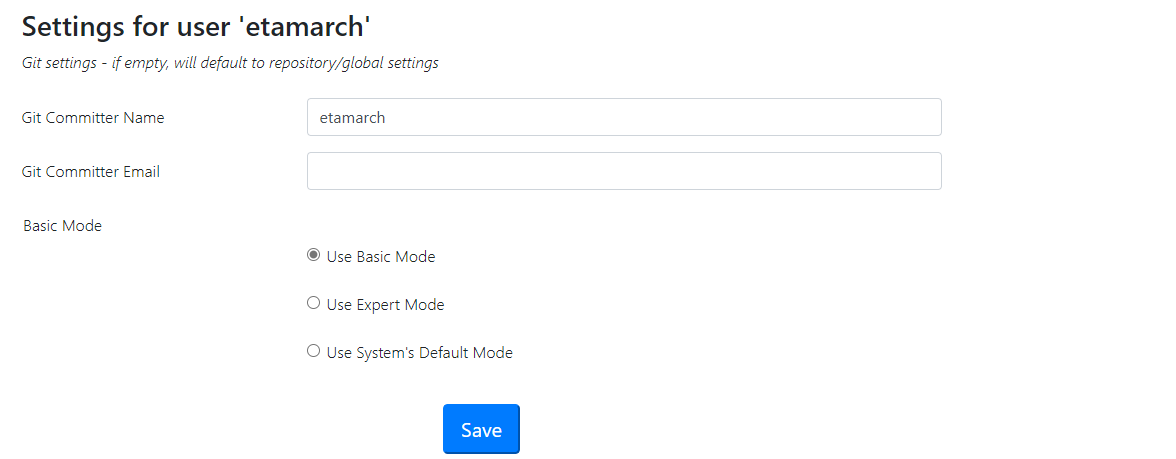 Settings for user 'etamarch'
Git settings - if empty, will default to repository/global settings
Git Committer Name
etamarch
Git Committer Email
Basic Mode
Use Basic Mode
Use Expert Mode
Use System's Default Mode
Save